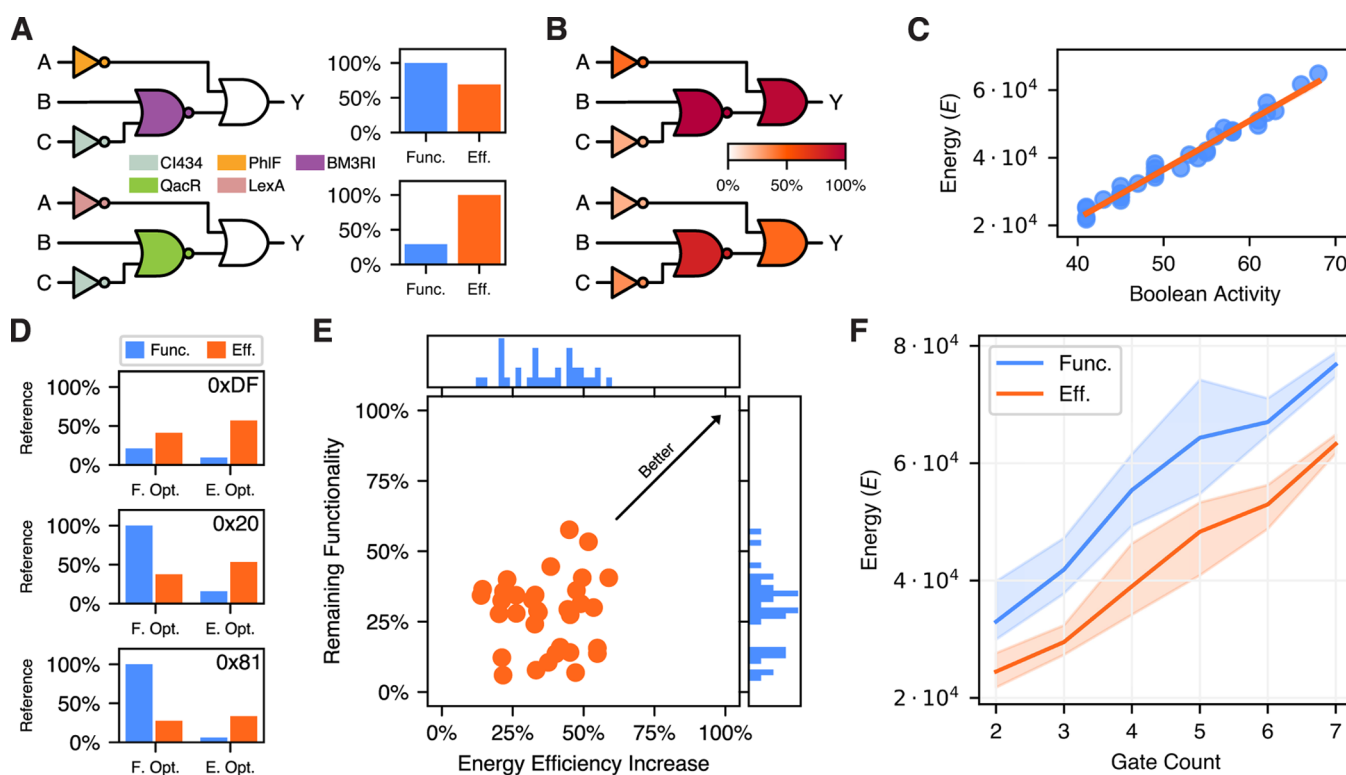 A
A
B
C
Y
CI434
PhlF
BM3RI
QacR
LexA
A
B
C
Y
100%
50%
0%
Func.
Eff.
100%
50%
0%
Func.
Eff.
B
A
B
C
Y
0%
50%
100%
A
B
C
Y
C
Energy (E)
6 · 10⁴
4 · 10⁴
2 · 10⁴
40
50
60
70
Boolean Activity
D
Func.
Eff.
Reference
100%
50%
0%
0xDF
F. Opt.
E. Opt.
Reference
100%
50%
0%
0x20
F. Opt.
E. Opt.
Reference
100%
50%
0%
0x81
F. Opt.
E. Opt.
E
Remaining Functionality
100%
75%
50%
25%
0%
Better
0%
25%
50%
75%
100%
Energy Efficiency Increase
F
Func.
Eff.
Energy (E)
8 · 10⁴
6 · 10⁴
4 · 10⁴
2 · 10⁴
2
3
4
5
6
7
Gate Count